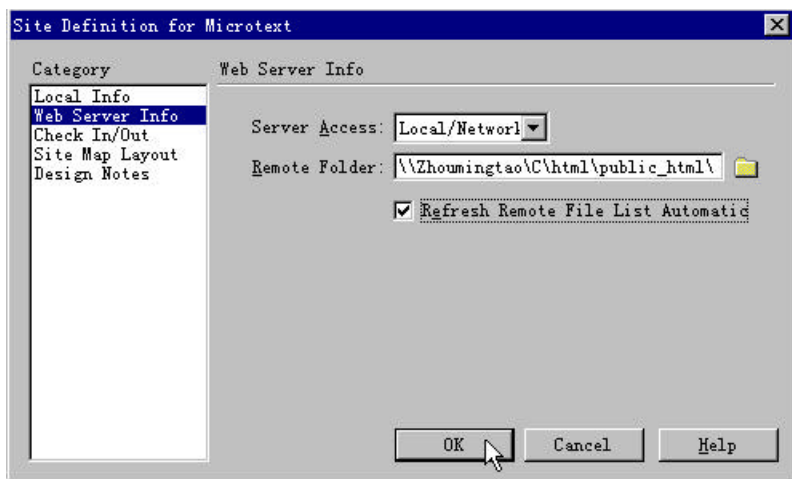 Site Definition for Microtext
Category
Local Info
Web Server Info
Check In/Out
Site Map Layout
Design Notes
Web Server Info
Server Access: Local/Networl
Remote Folder: \\Zhoumingtao\C\html\public_html\
Refresh Remote File List Automatic
OK
Cancel
Help